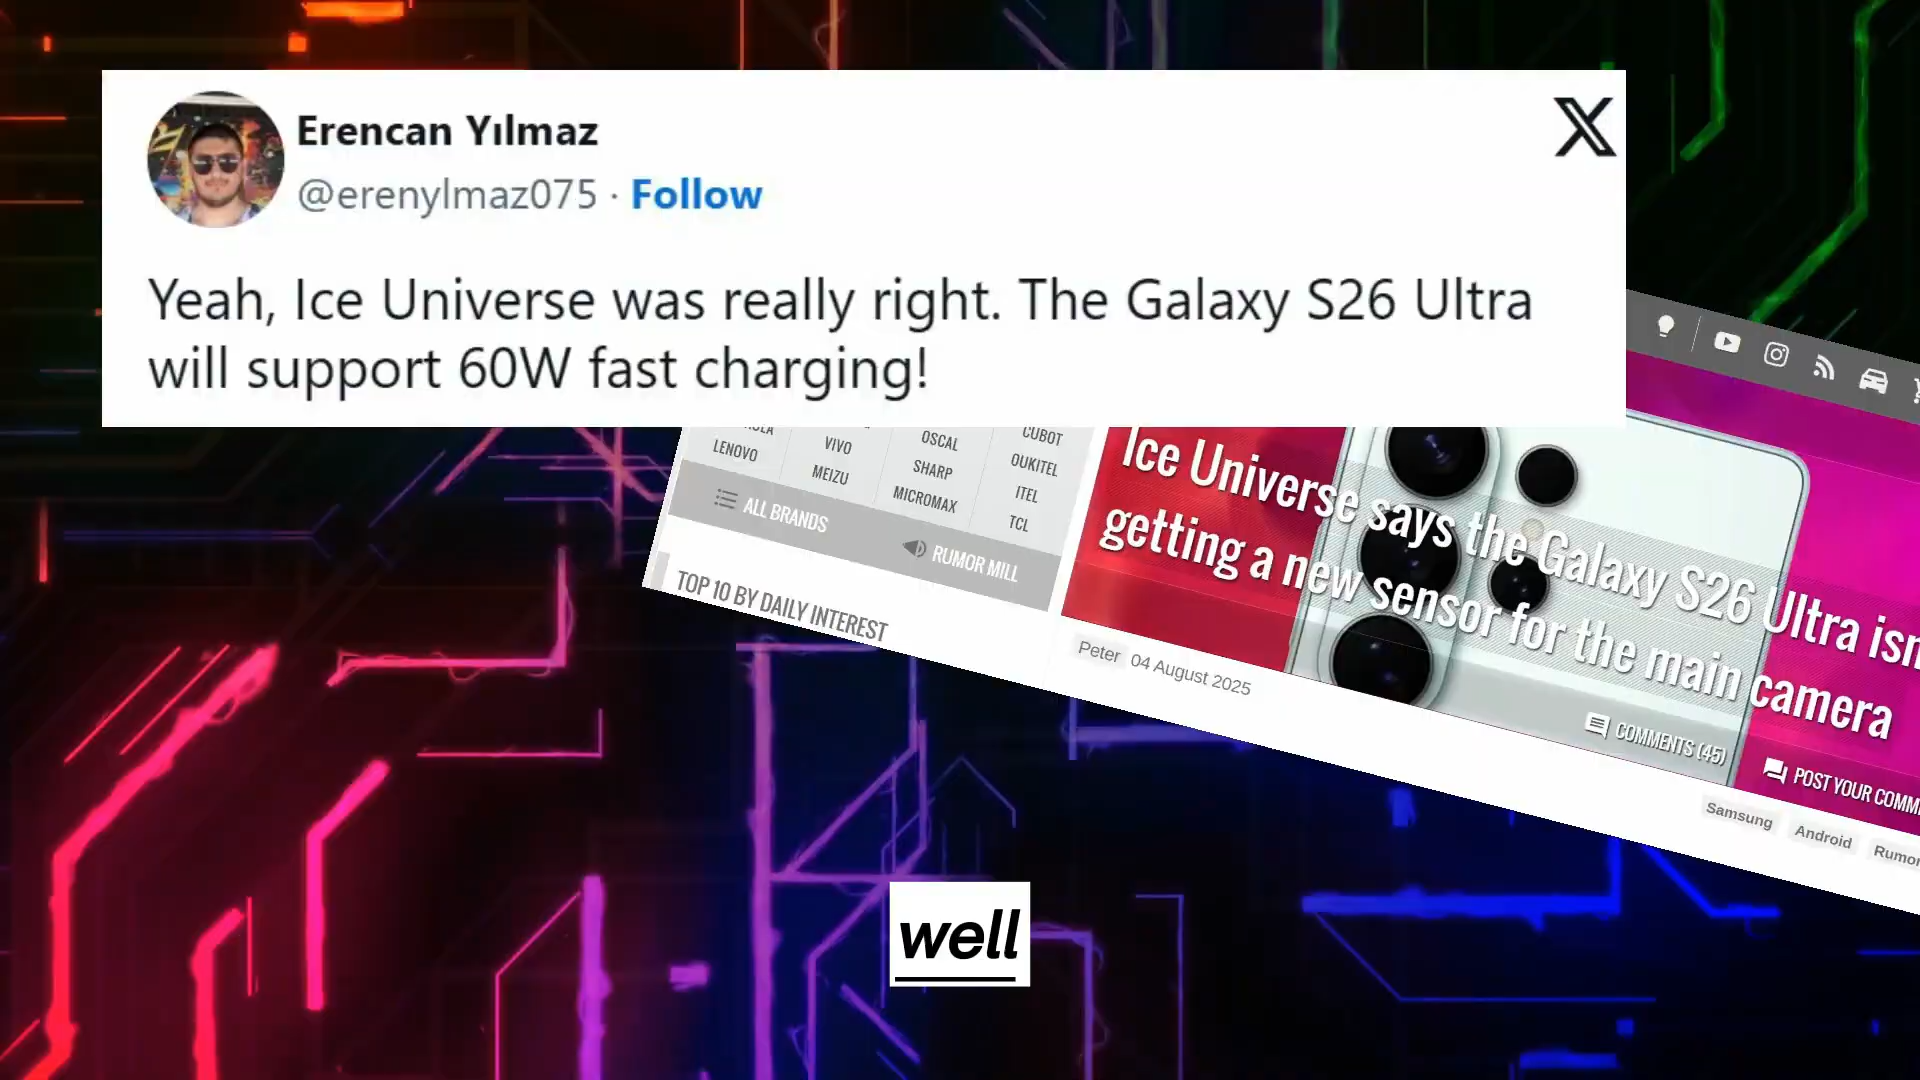 Erencan Yılmaz
@erenylmaz075 · Follow
Yeah, Ice Universe was really right. The Galaxy S26 Ultra
will support 60W fast charging!
LENOVO
VIVO
MEIZU
OSCAL
SHARP
MICROMAX
CUBOT
OUKITEL
ITEL
TCL
ALL BRANDS
RUMOR MILL
TOP 10 BY DAILY INTEREST
Ice Universe says the Galaxy S26 Ultra
getting a new sensor for the main camera
Peter 04 August 2025
COMMENTS (45)
POST YOUR
Samsung Android
well